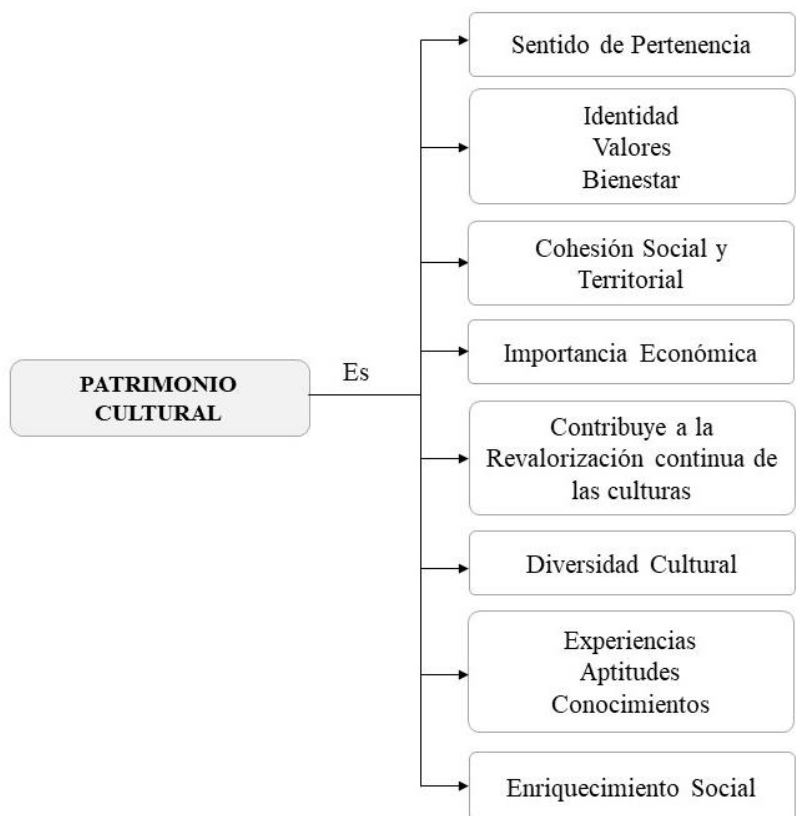 PATRIMONIO
CULTURAL
Es
Sentido de Pertenencia
Identidad
Valores
Bienestar
Cohesión Social y
Territorial
Importancia Económica
Contribuye a la
Revalorización continua de
las culturas
Diversidad Cultural
Experiencias
Aptitudes
Conocimientos
Enriquecimiento Social